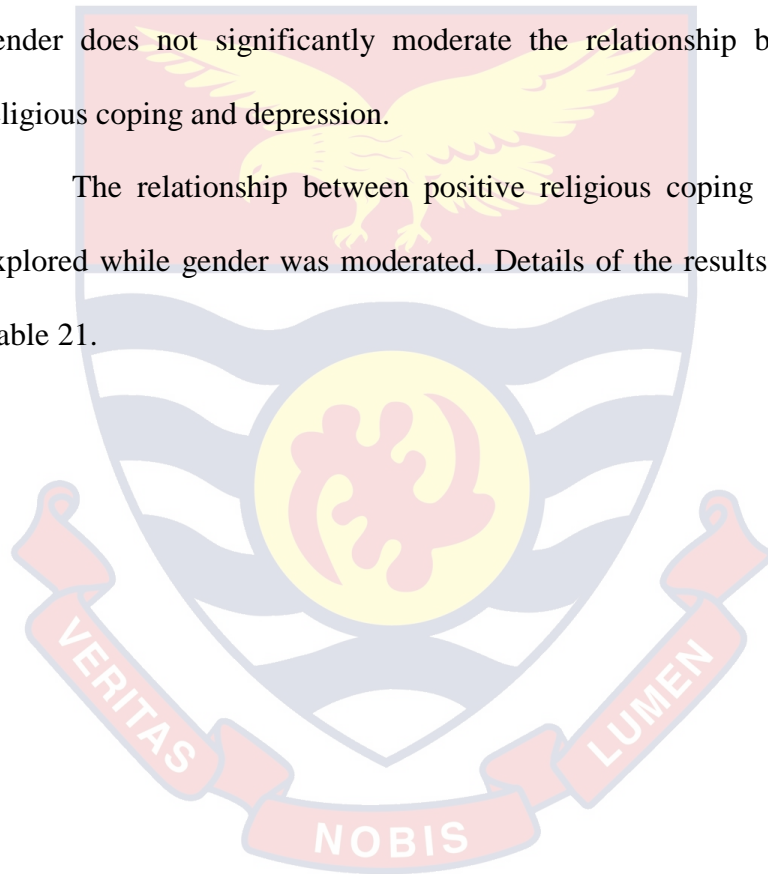 ender does not significantly moderate the relationship b
eligious coping and depression.
The relationship between positive religious coping
xplored while gender was moderated. Details of the results
able 21.
VERITAS
NOBIS
LUMEN